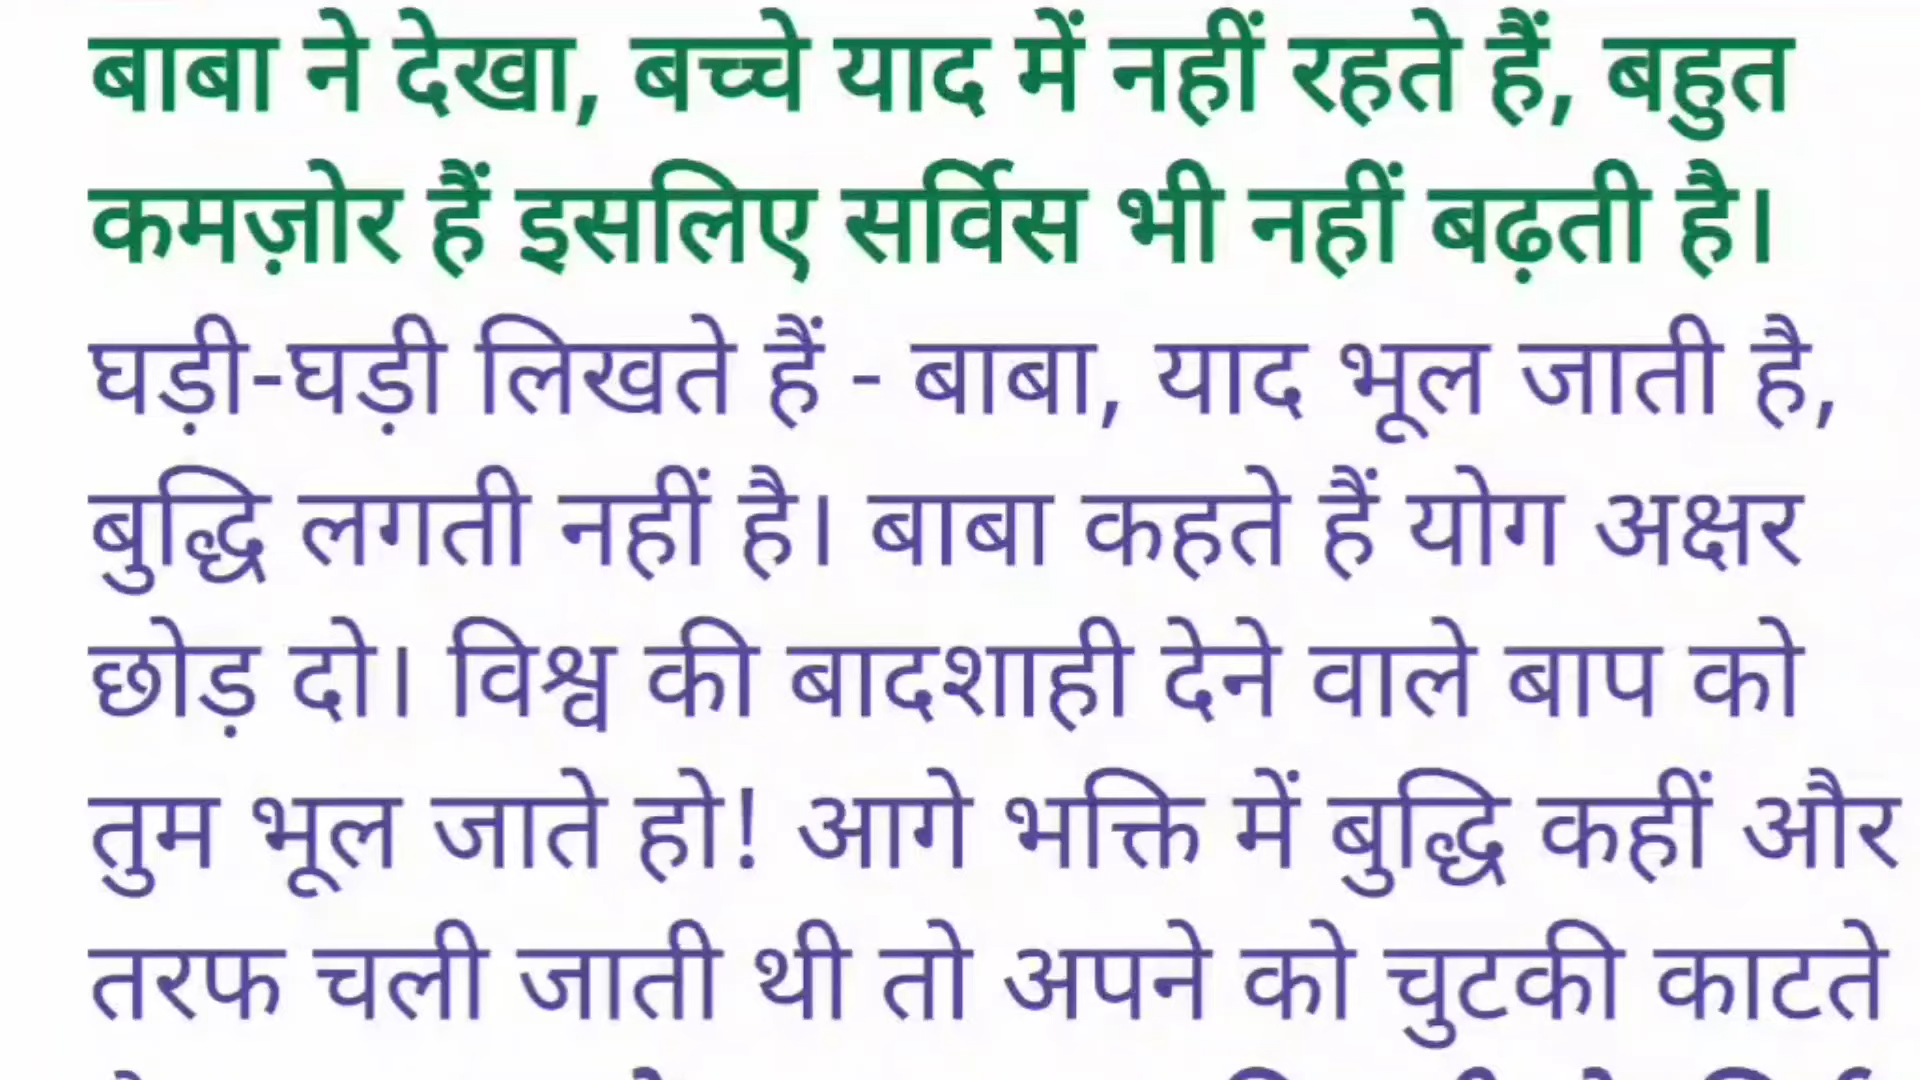 बाबा ने देखा, बच्चे याद में नहीं रहते हैं, बहुत
कमज़ोर हैं इसलिए सर्विस भी नहीं बढ़ती है।
घड़ी-घड़ी लिखते हैं - बाबा, याद भूल जाती है,
बुद्धि लगती नहीं है। बाबा कहते हैं योग अक्षर
छोड़ दो। विश्व की बादशाही देने वाले बाप को
तुम भूल जाते हो! आगे भक्ति में बुद्धि कहीं और
तरफ चली जाती थी तो अपने को चुटकी काटते